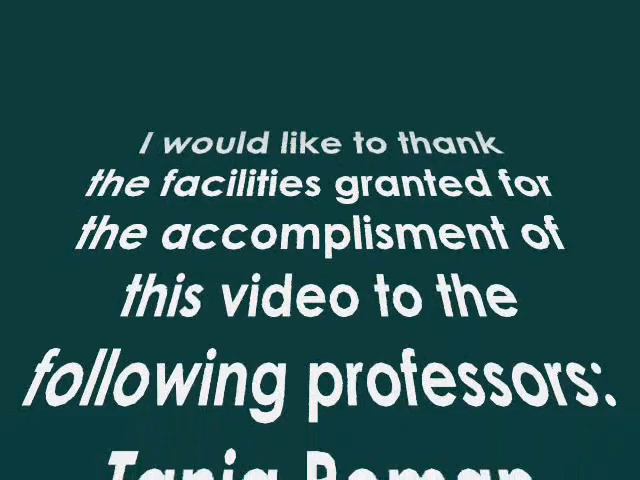 I would like to thank
the facilities granted for
the accomplisment of
this video to the
following professors:
Tania Roman